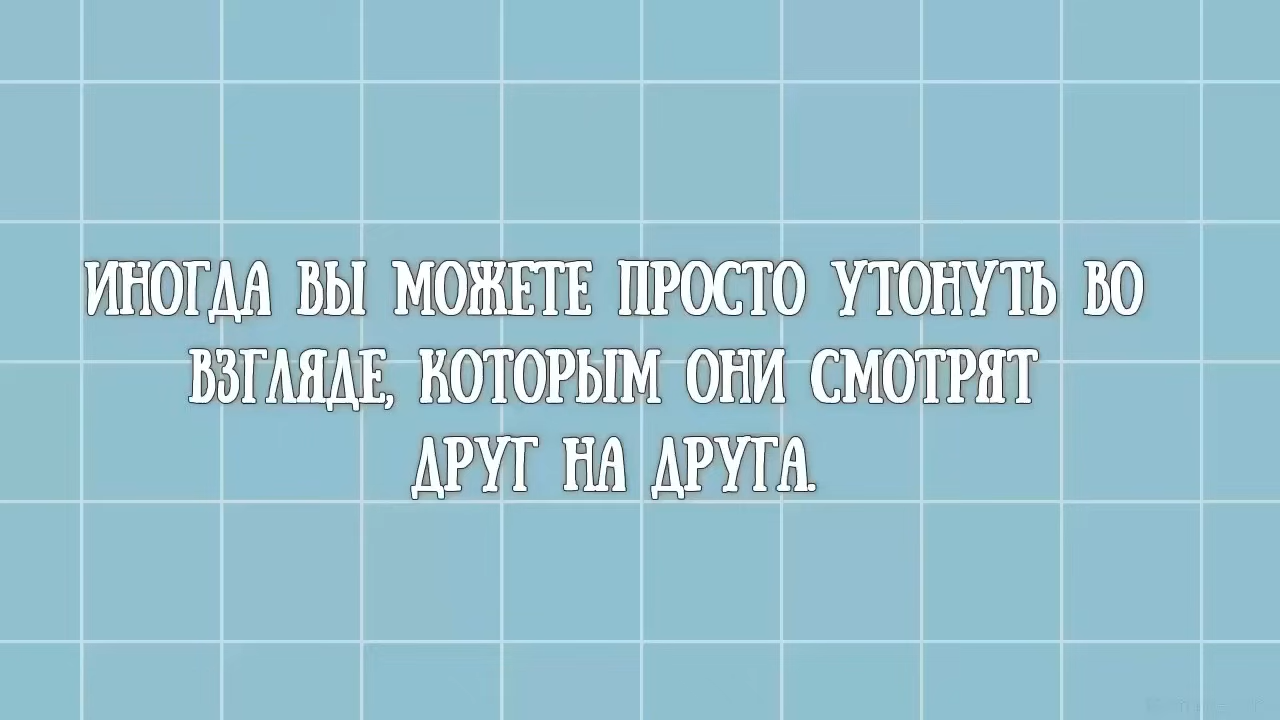 ИНОГДА ВЫ МОЖЕТЕ ПРОСТО УТОНУТЬ ВО
ВЗГЛЯДЕ, КОТОРЫМ ОНИ СМОТРЯТ
ДРУГ НА ДРУГА.